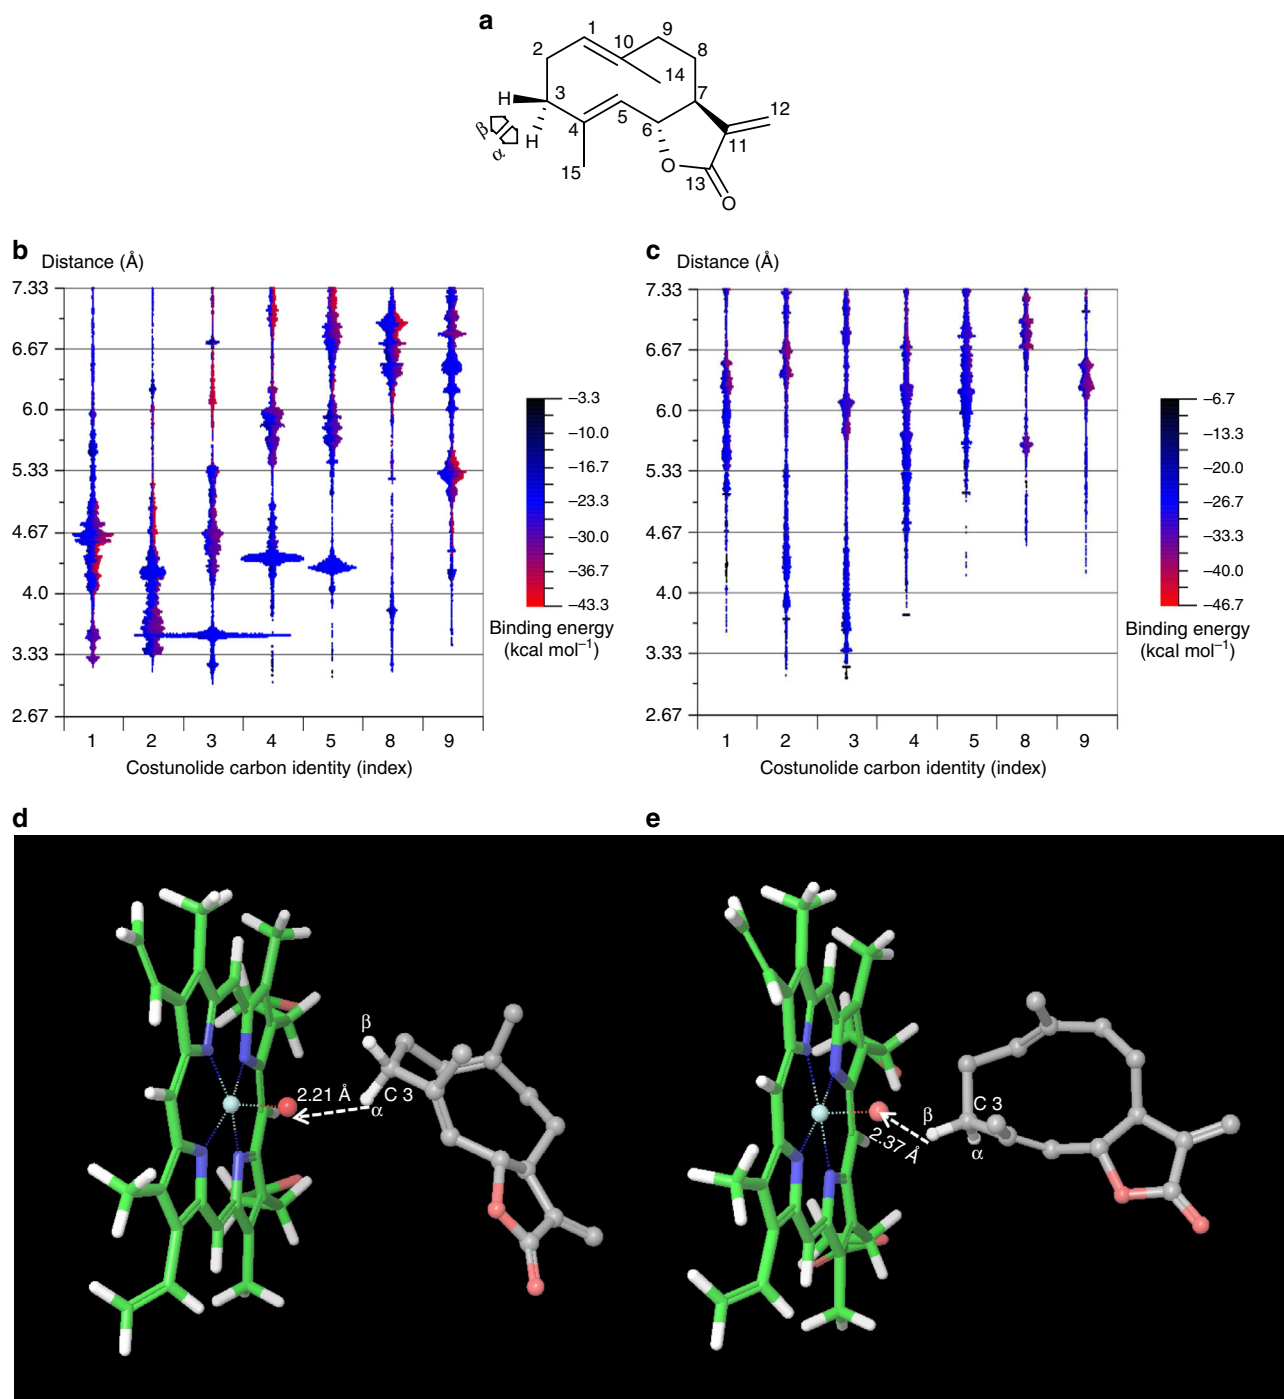 a
1
9
2
10
8
14
H
3
7
12
5
β
H
4
6
11
α
O
15
13
O
b
Distance (Å)
7.33
6.67
6.0
5.33
4.67
4.0
3.33
2.67
1 2 3 4 5 8 9
Costunolide carbon identity (index)
−3.3
−10.0
−16.7
−23.3
−30.0
−36.7
−43.3
Binding energy
(kcal mol−1)
c
Distance (Å)
7.33
6.67
6.0
5.33
4.67
4.0
3.33
2.67
1 2 3 4 5 8 9
Costunolide carbon identity (index)
−6.7
−13.3
−20.0
−26.7
−33.3
−40.0
−46.7
Binding energy
(kcal mol−1)
d
β
2.21 Å
C 3
α
e
C 3
β
2.37 Å
α